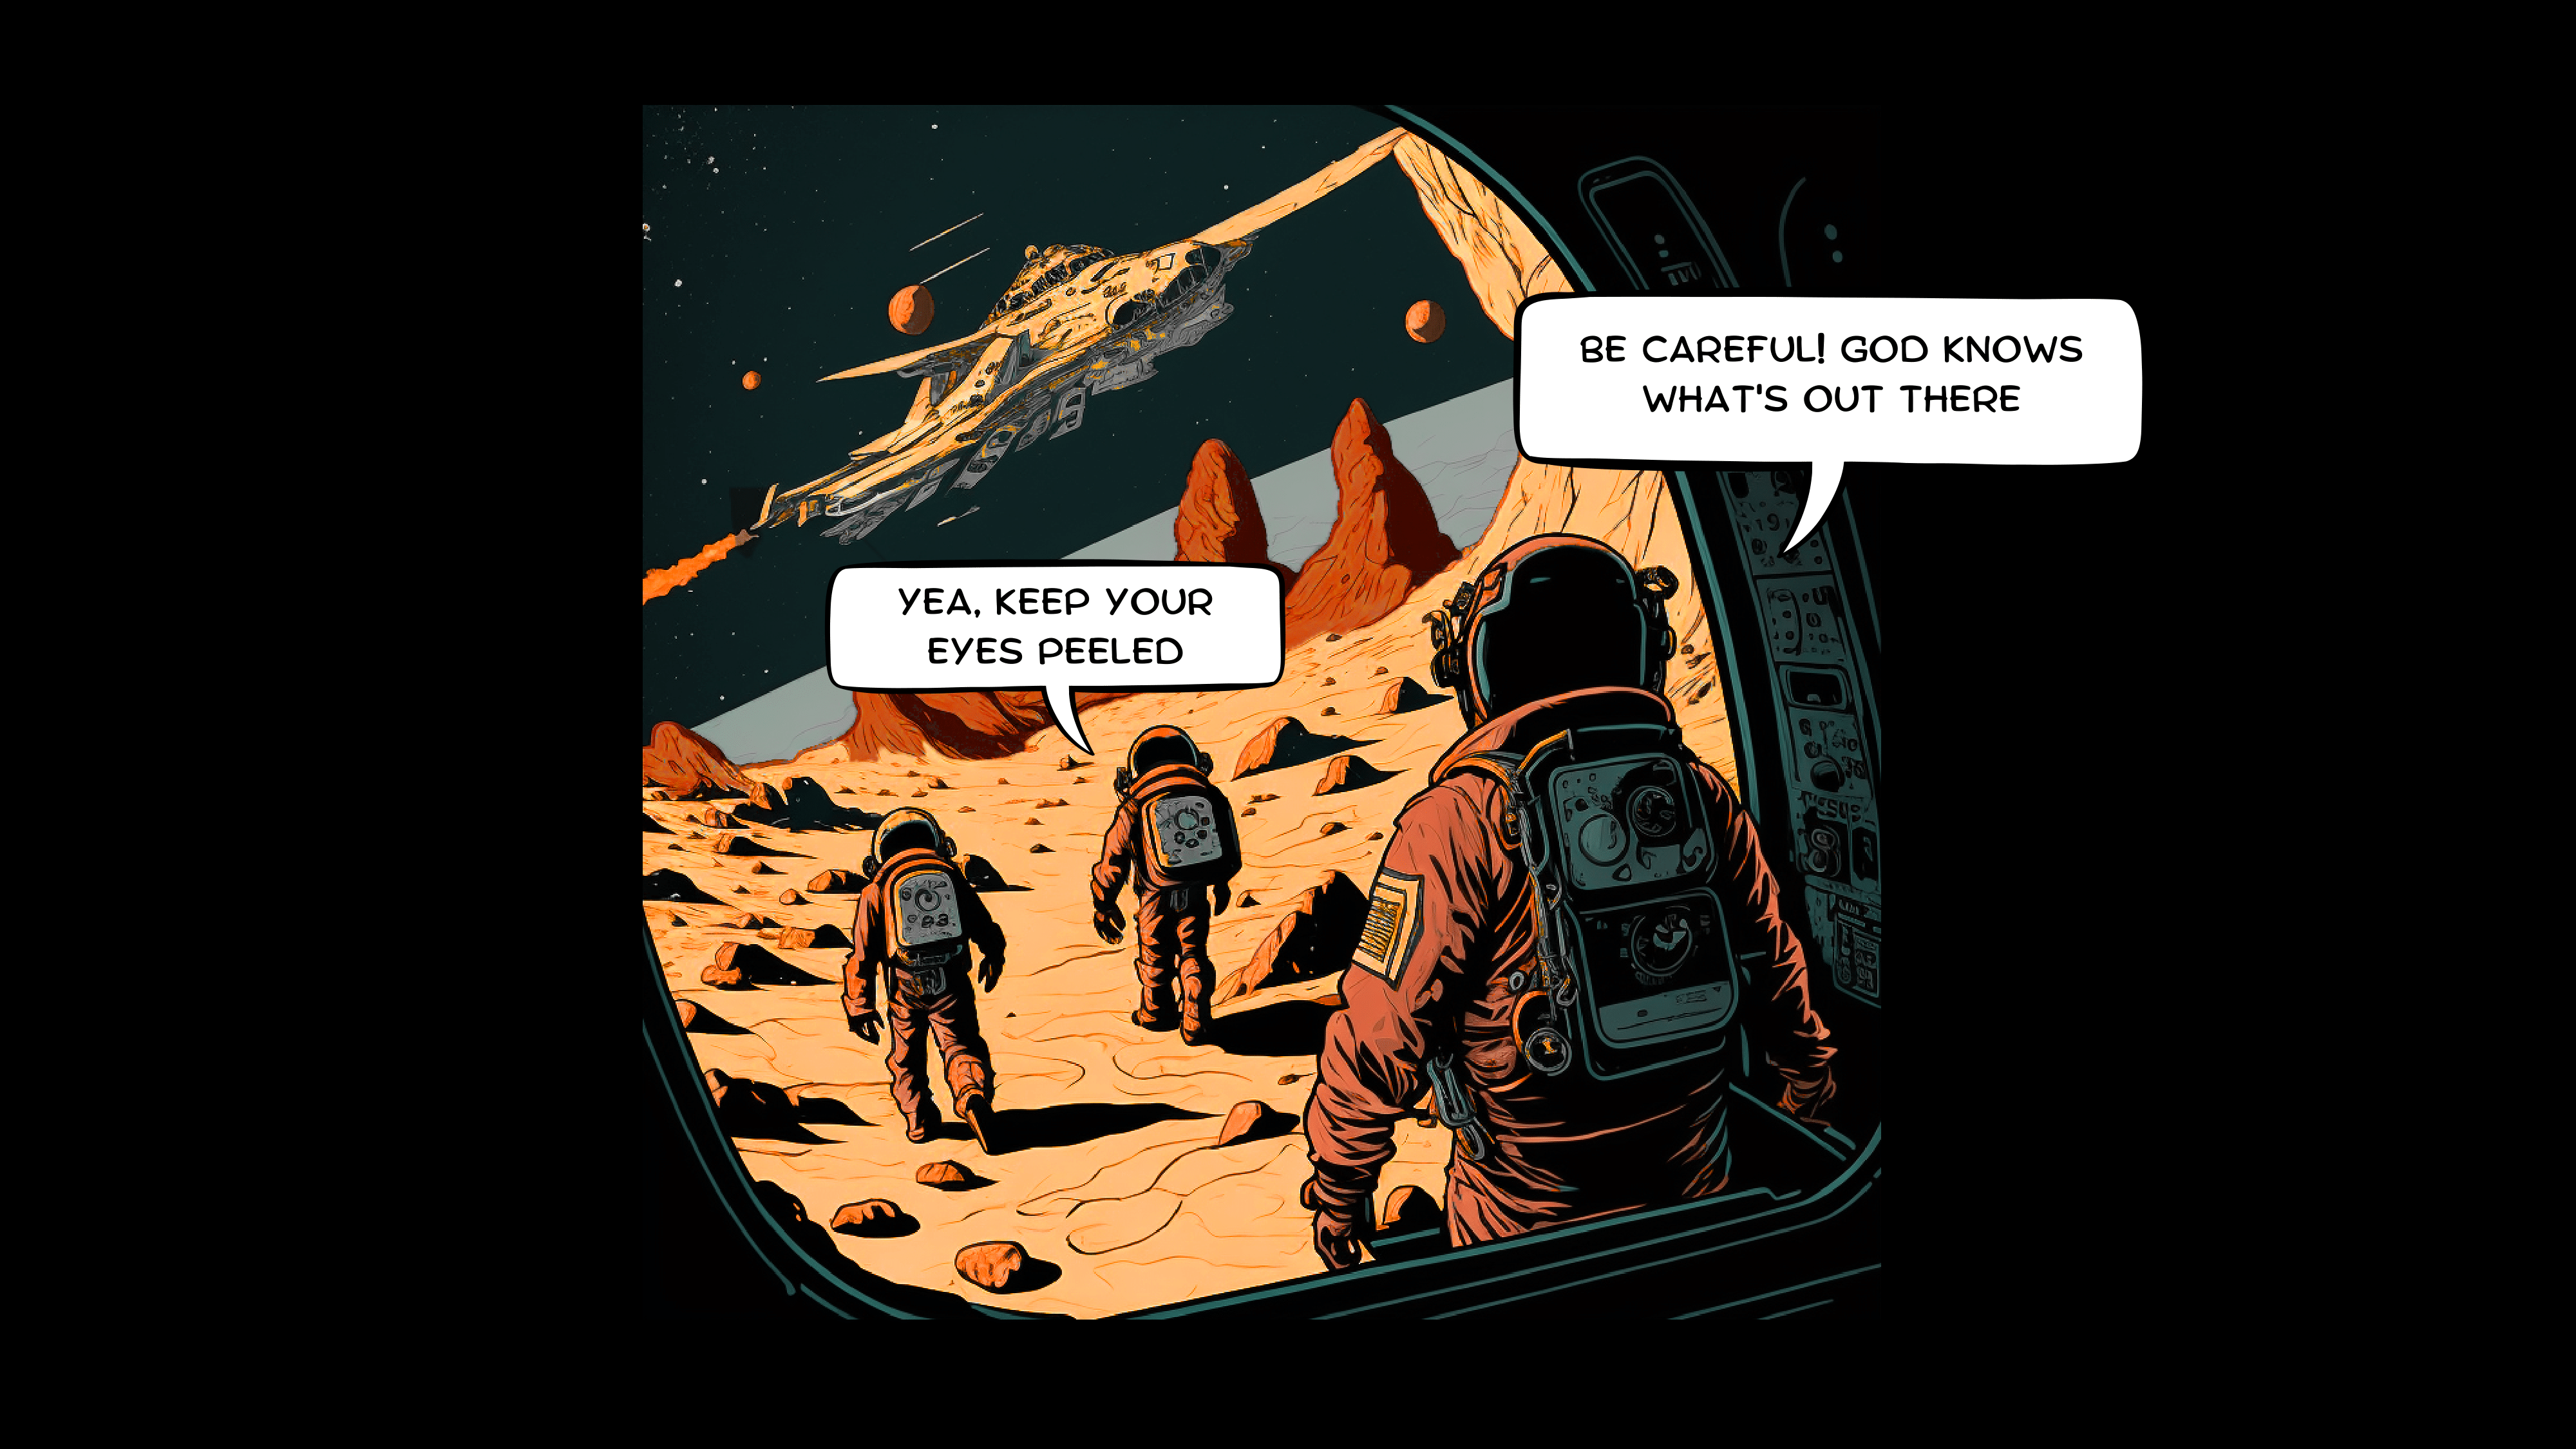 BE CAREFUL! GOD KNOWS
WHAT'S OUT THERE
YEA, KEEP YOUR
EYES PEELED